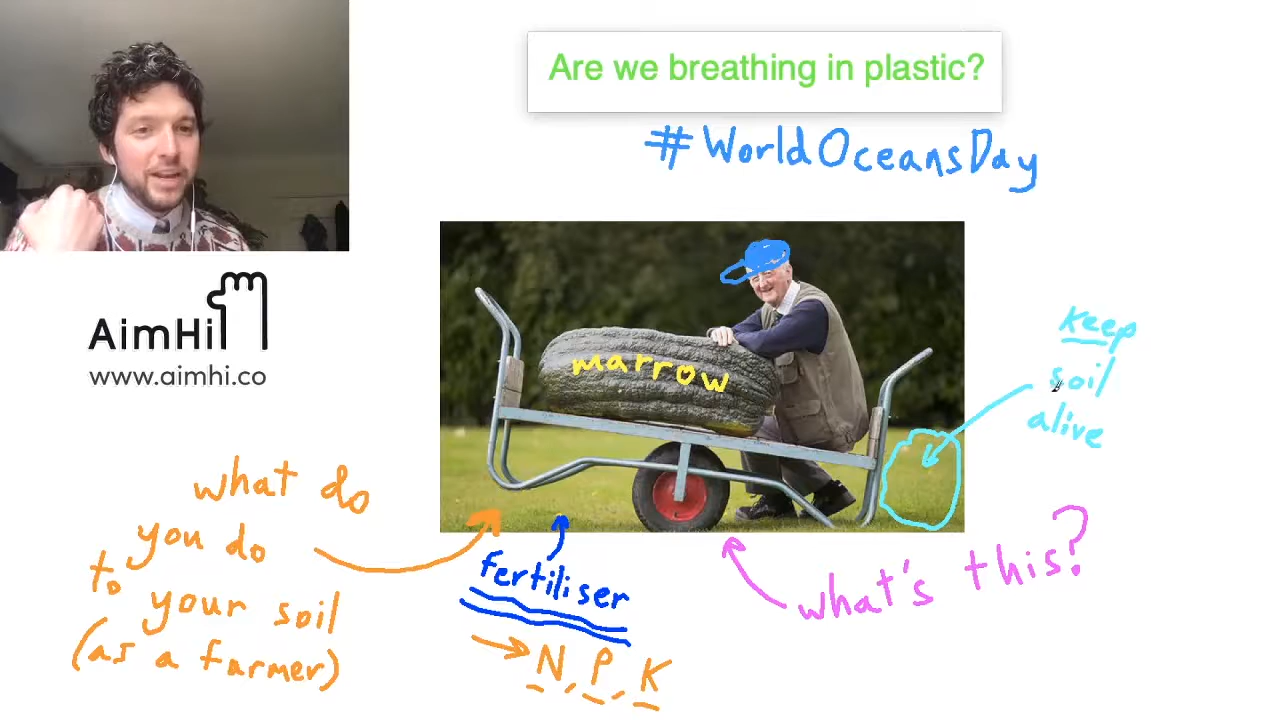 Are we breathing in plastic?
#WorldOceansDay
AimHi
www.aimhi.co
marrow
keep
soil
alive
what do
you do
to your soil
(as a farmer)
fertiliser
N, P, K
what's this?